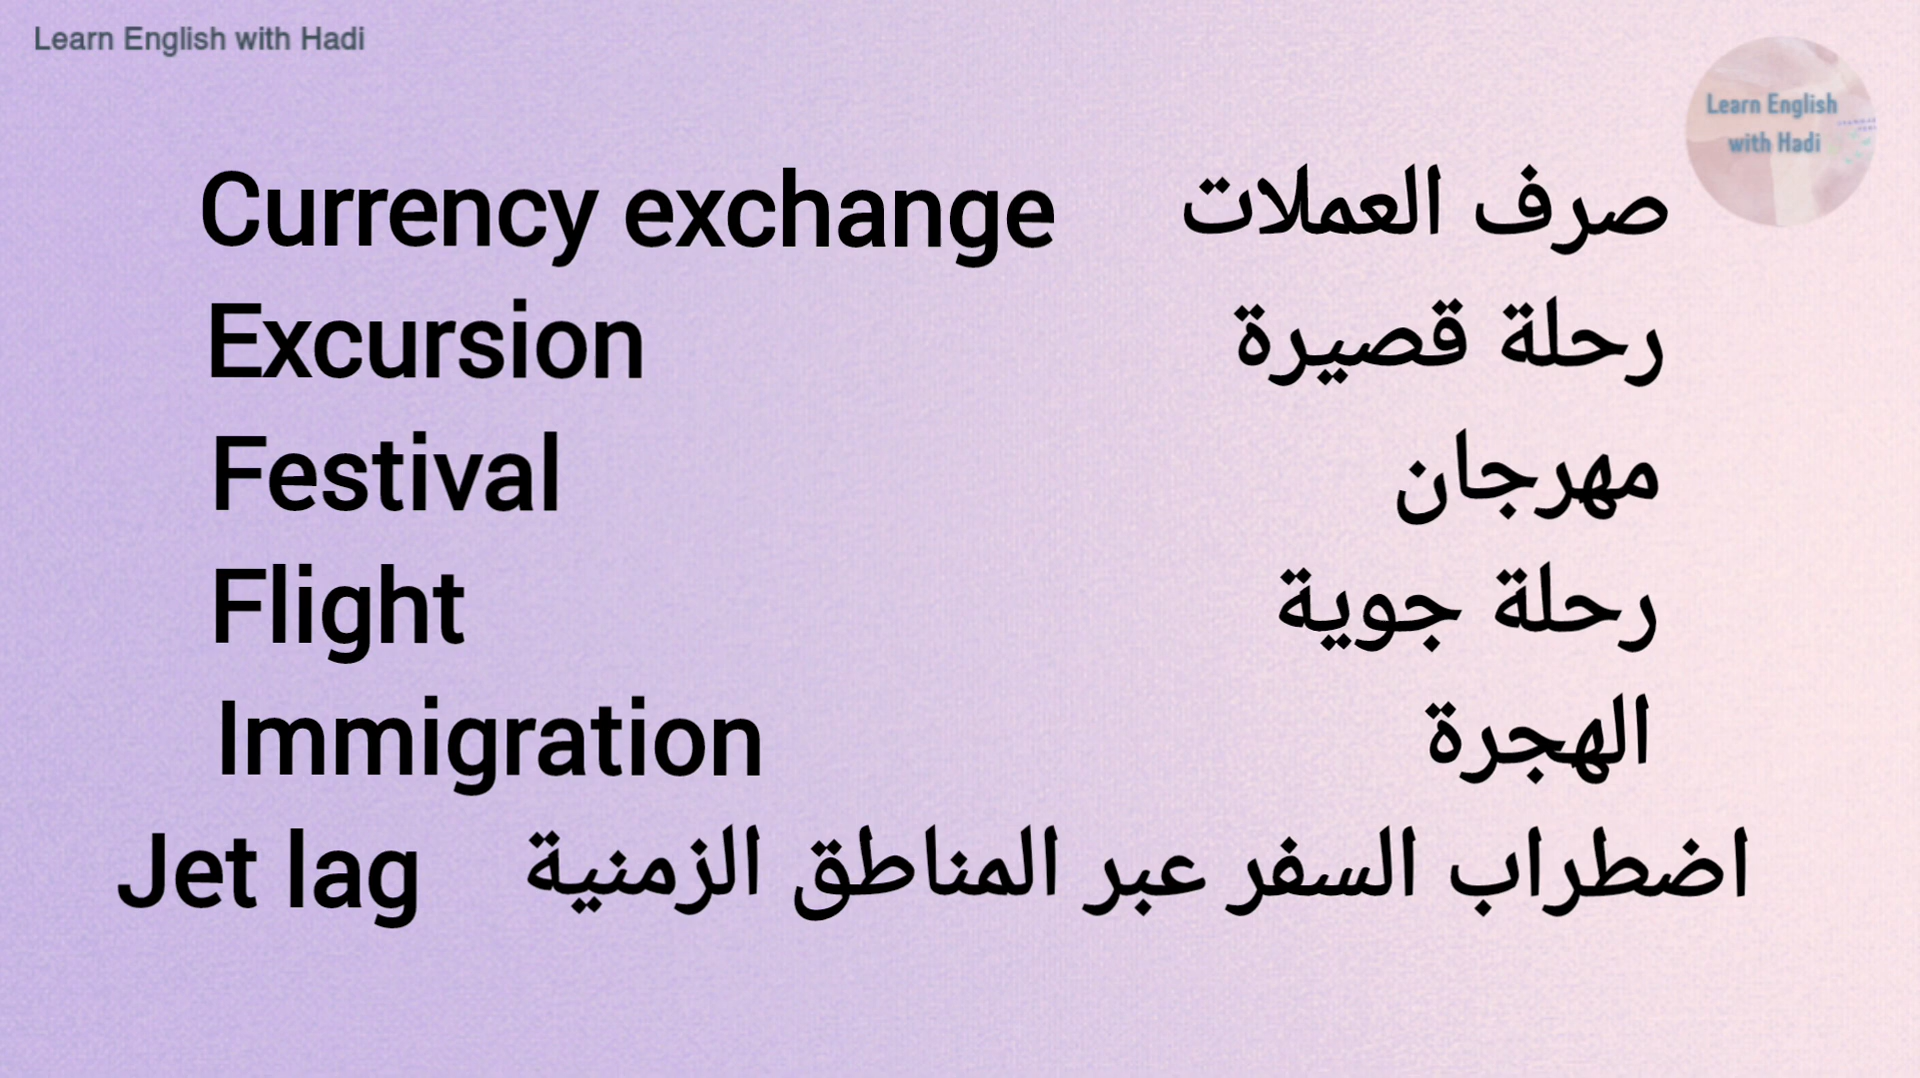 Learn English with Hadi
Learn English
with Hadi
Currency exchange صرف العملات
Excursion رحلة قصيرة
Festival مهرجان
Flight رحلة جوية
Immigration الهجرة
Jet lag اضطراب السفر عبر المناطق الزمنية